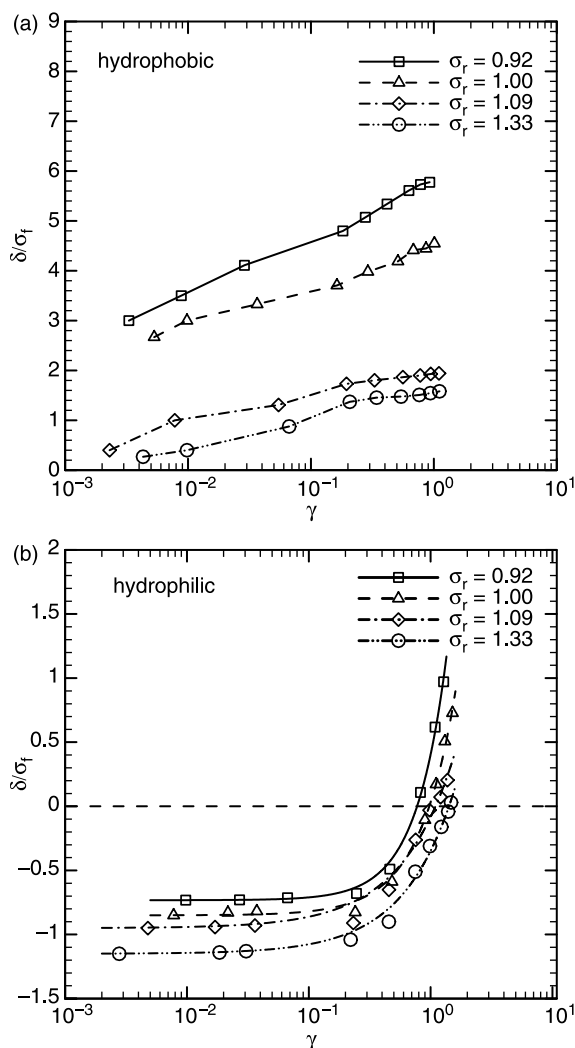 (a)
hydrophobic
σr = 0.92
σr = 1.00
σr = 1.09
σr = 1.33
9
8
7
6
5
4
3
2
1
0
δ/σf
10⁻³ 10⁻² 10⁻¹ 10⁰ 10¹
γ
(b)
hydrophilic
σr = 0.92
σr = 1.00
σr = 1.09
σr = 1.33
2
1.5
1
0.5
0
−0.5
−1
−1.5
δ/σf
10⁻³ 10⁻² 10⁻¹ 10⁰ 10¹
γ